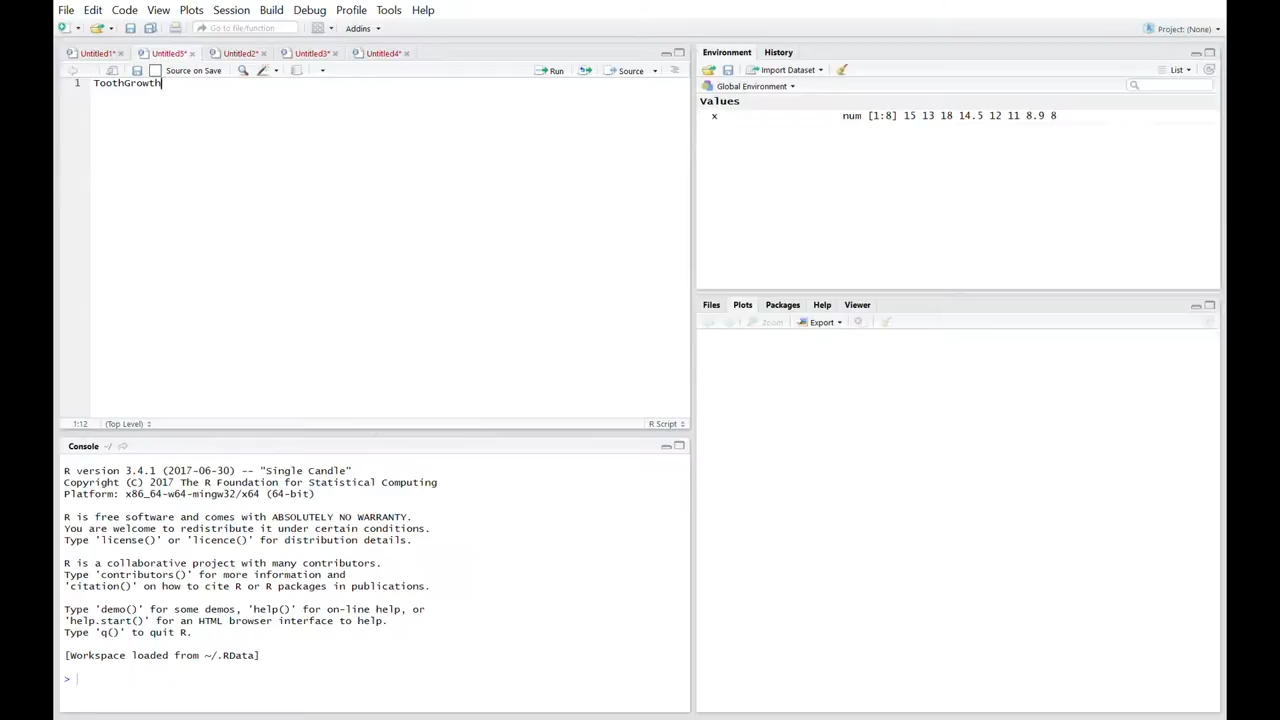 File Edit Code View Plots Session Build Debug Profile Tools Help
Go to file/function Addins Project: (None)
Untitled1* Untitled5* Untitled2* Untitled3* Untitled4*
Source on Save Run Source
1 ToothGrowth
1:12 (Top Level) R Script
Console ~/
R version 3.4.1 (2017-06-30) -- "Single Candle"
Copyright (C) 2017 The R Foundation for Statistical Computing
Platform: x86_64-w64-mingw32/x64 (64-bit)
R is free software and comes with ABSOLUTELY NO WARRANTY.
You are welcome to redistribute it under certain conditions.
Type 'license()' or 'licence()' for distribution details.
R is a collaborative project with many contributors.
Type 'contributors()' for more information and
'citation()' on how to cite R or R packages in publications.
Type 'demo()' for some demos, 'help()' for on-line help, or
'help.start()' for an HTML browser interface to help.
Type 'q()' to quit R.
[Workspace loaded from ~/.RData]
>
Environment History
Import Dataset List
Global Environment
Values
x num [1:8] 15 13 18 14.5 12 11 8.9 8
Files Plots Packages Help Viewer
Zoom Export